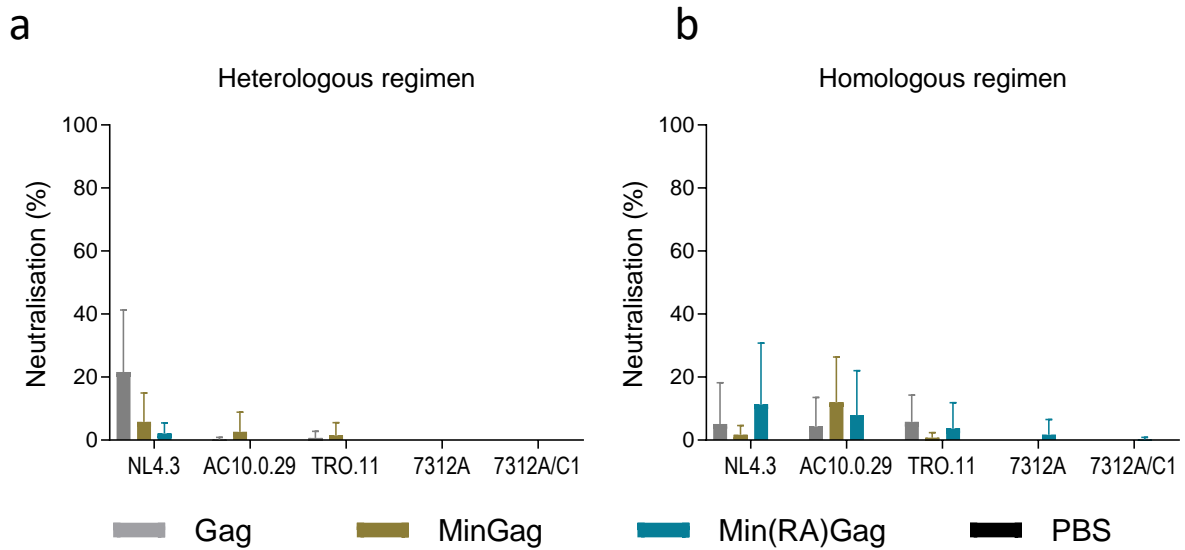 a
Heterologous regimen
Neutralisation (%)
100
80
60
40
20
0
NL4.3 AC10.0.29 TRO.11 7312A 7312A/C1
b
Homologous regimen
Neutralisation (%)
100
80
60
40
20
0
NL4.3 AC10.0.29 TRO.11 7312A 7312A/C1
Gag MinGag Min(RA)Gag PBS